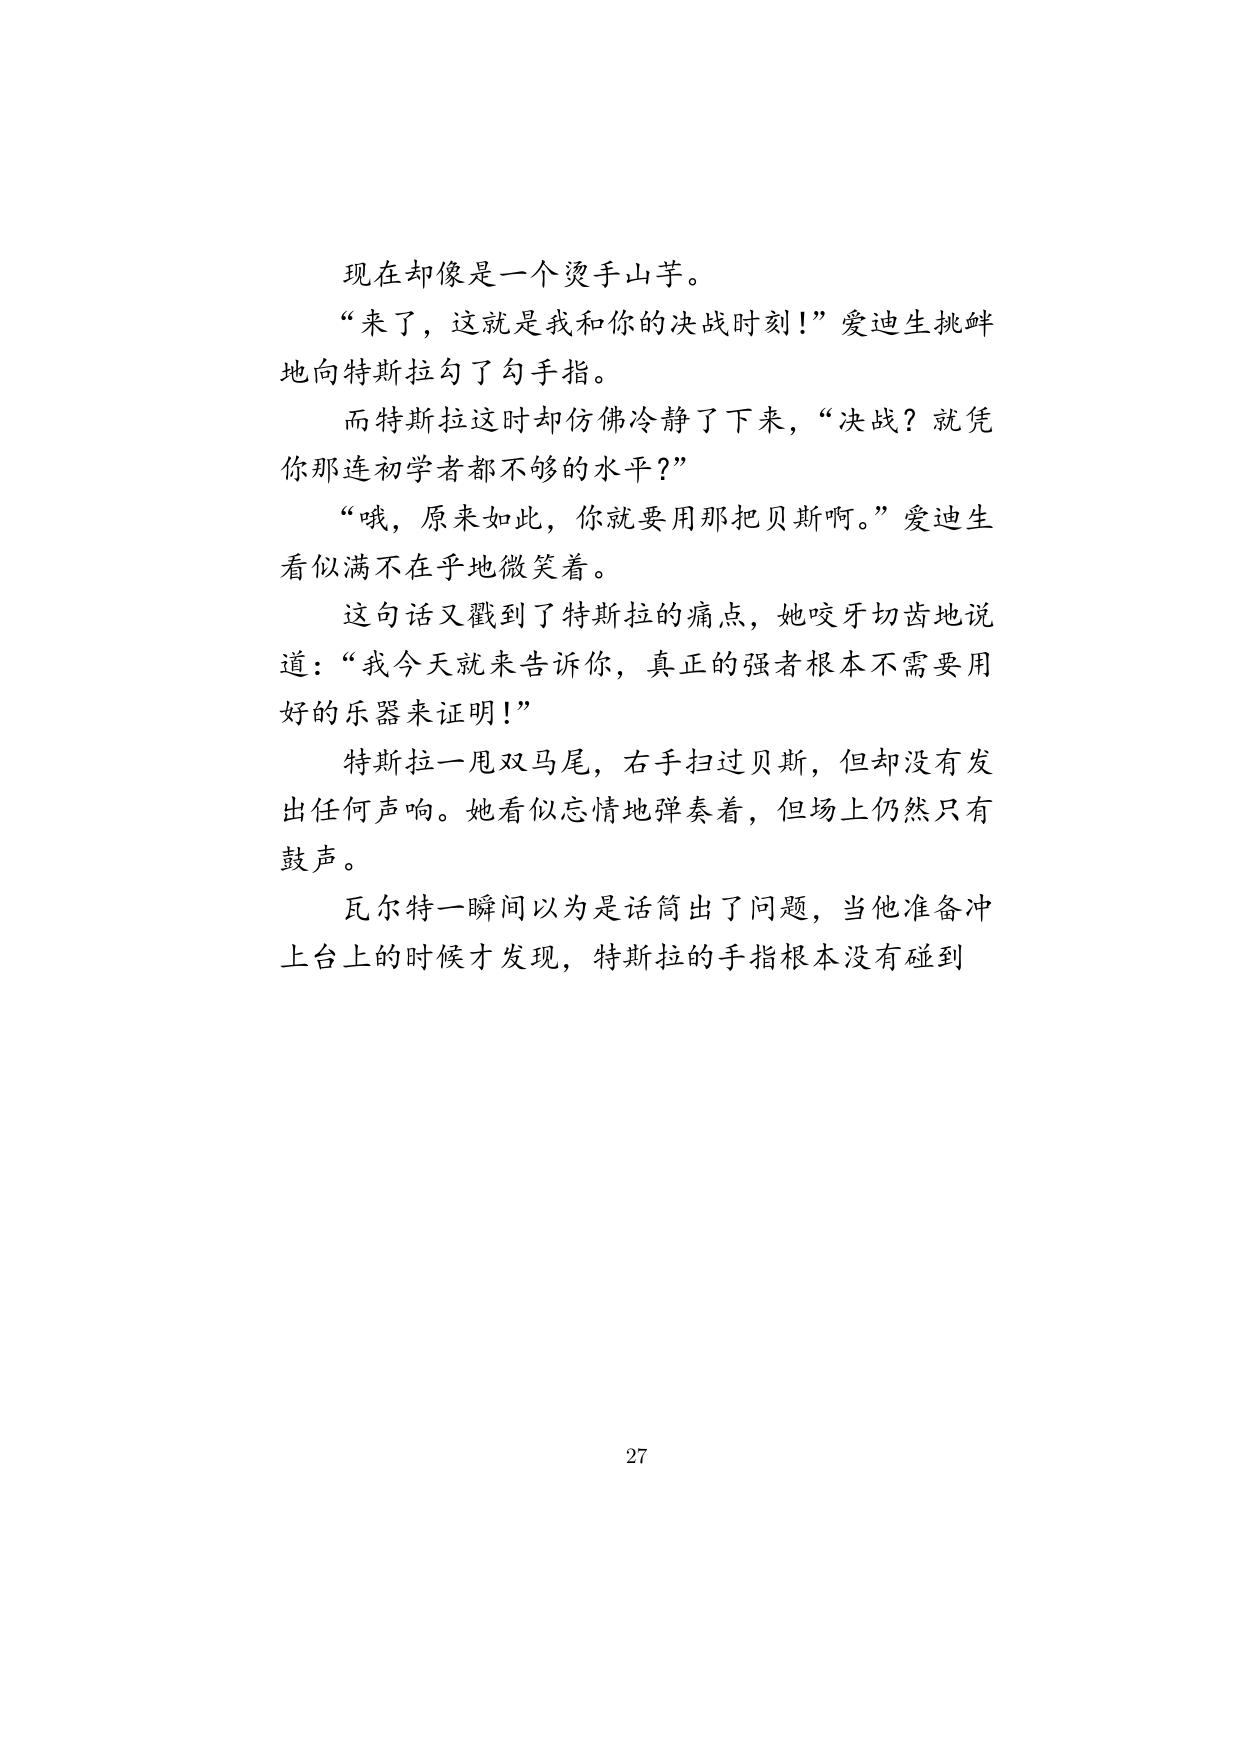 现在却像是一个烫手山芋。
“来了，这就是我和你的决战时刻！”爱迪生挑衅
地向特斯拉勾了勾手指。
而特斯拉这时却仿佛冷静了下来，“决战？就凭
你那连初学者都不够的水平？”
“哦，原来如此，你就要用那把贝斯啊。”爱迪生
看似满不在乎地微笑着。
这句话又戳到了特斯拉的痛点，她咬牙切齿地说
道：“我今天就来告诉你，真正的强者根本不需要用
好的乐器来证明！”
特斯拉一甩双马尾，右手扫过贝斯，但却没有发
出任何声响。她看似忘情地弹奏着，但场上仍然只有
鼓声。
瓦尔特一瞬间以为是话筒出了问题，当他准备冲
上台上的时候才发现，特斯拉的手指根本没有碰到
27